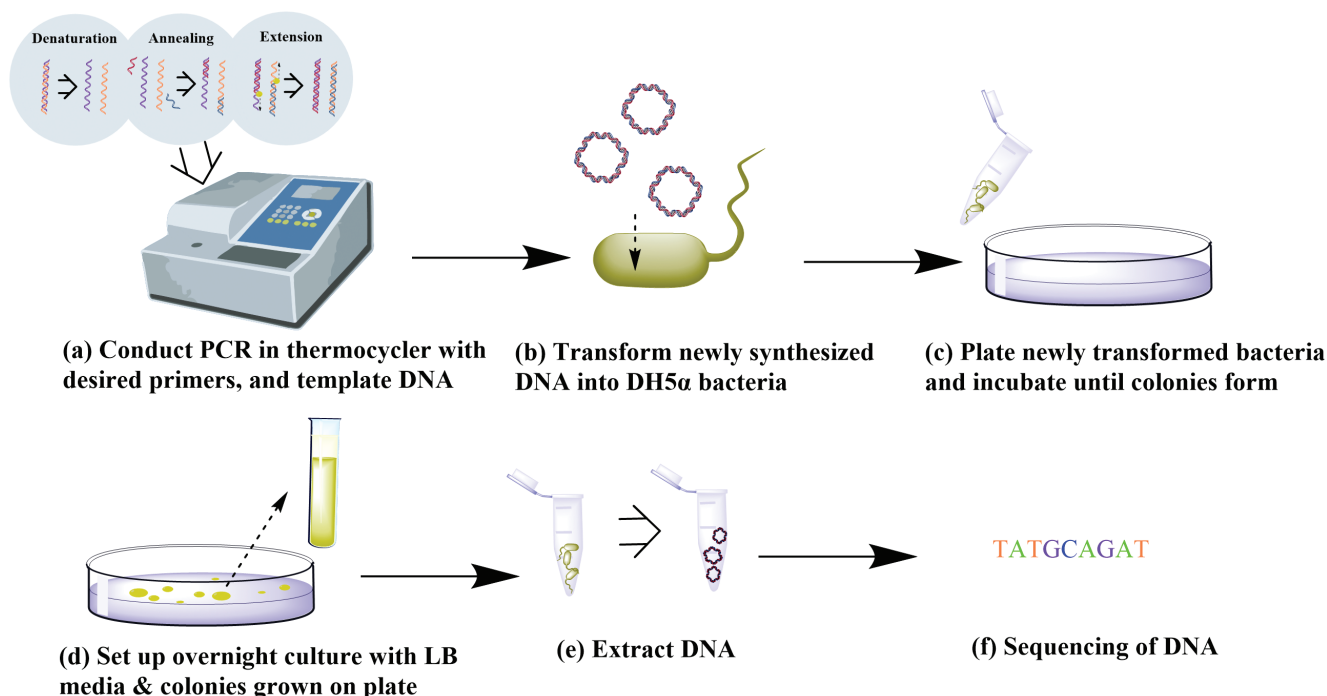 Denaturation
Annealing
Extension
(a) Conduct PCR in thermocycler with
desired primers, and template DNA
(b) Transform newly synthesized
DNA into DH5α bacteria
(c) Plate newly transformed bacteria
and incubate until colonies form
(d) Set up overnight culture with LB
media & colonies grown on plate
(e) Extract DNA
TATGCAGAT
(f) Sequencing of DNA